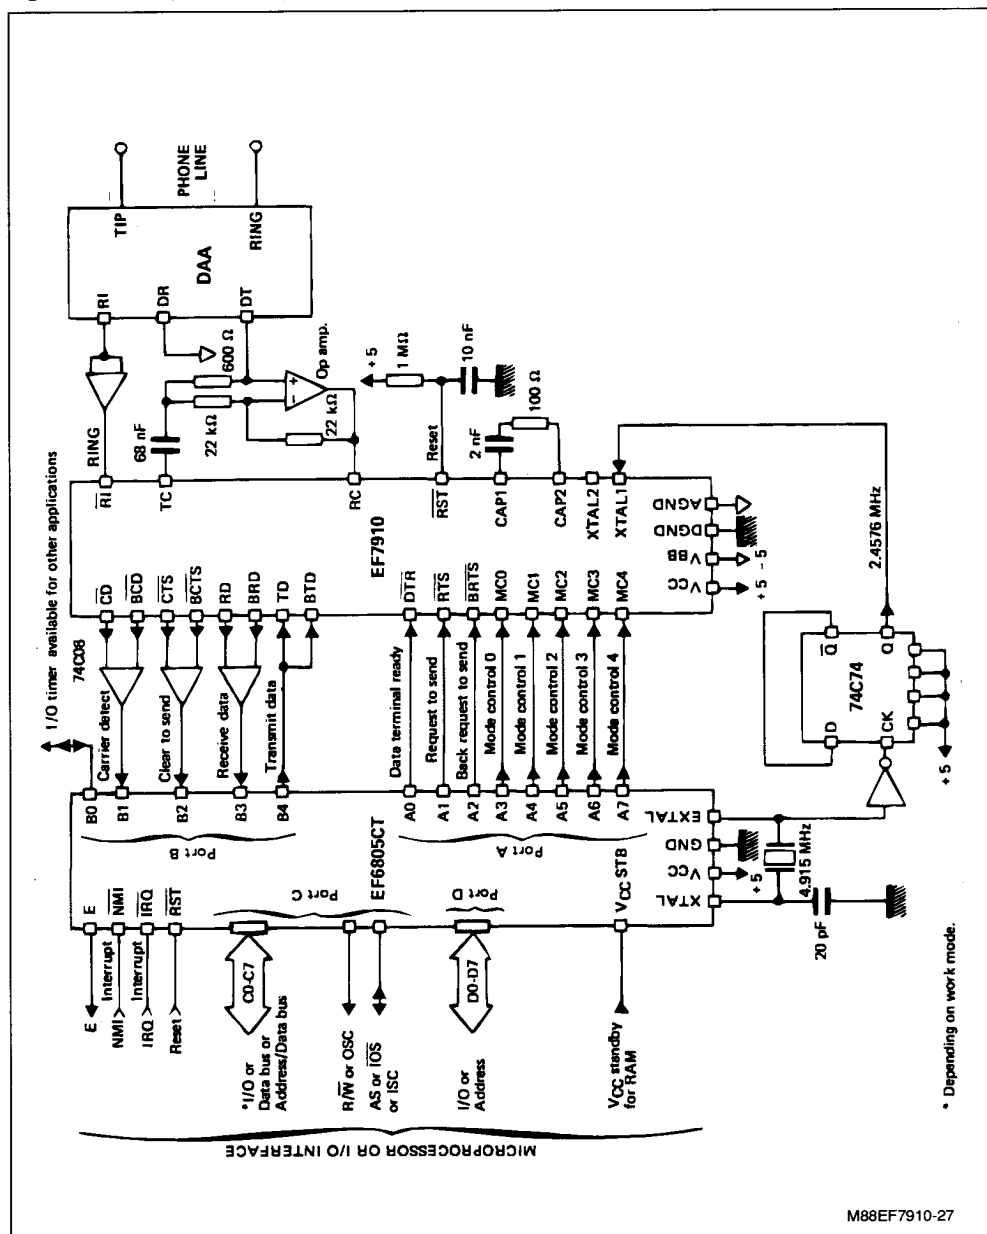 TIP
PHONE
LINE
RING
DAA
RI
DR
DT
600 Ω
Op amp.
+
−
22 kΩ
22 kΩ
68 nF
RING
+ 5
1 MΩ
10 nF
Reset
2 nF
100 Ω
I/O timer available for other applications
RI
TC
RC
RST
CAP1
CAP2
XTAL2
XTAL1
EF7910
AGND
DGND
VBB
VCC
- 5
+ 5
2.4576 MHz
CD
BCD
CTS
BCTS
RD
BRD
TD
BTD
DTR
RTS
BRTS
MC0
MC1
MC2
MC3
MC4
74C08
Carrier detect
Clear to send
Receive data
Transmit data
Data terminal ready
Request to send
Back request to send
Mode control 0
Mode control 1
Mode control 2
Mode control 3
Mode control 4
Q
Q
74C74
D
CK
+ 5
B0
B1
B2
B3
B4
A0
A1
A2
A3
A4
A5
A6
A7
Port B
Port A
EF6805CT
Port C
Port D
EXTAL
GND
VCC
XTAL
4.915 MHz
+ 5
20 pF
E
NMI
IRQ
RST
VCC STB
Interrupt
Interrupt
C0-C7
D0-D7
E
NMI
IRQ
Reset
*I/O or
Data bus or
Address/Data bus
R/W or OSC
AS or IOS
or ISC
I/O or
Address
VCC standby
for RAM
MICROPROCESSOR OR I/O INTERFACE
* Depending on work mode.
M88EF7910-27